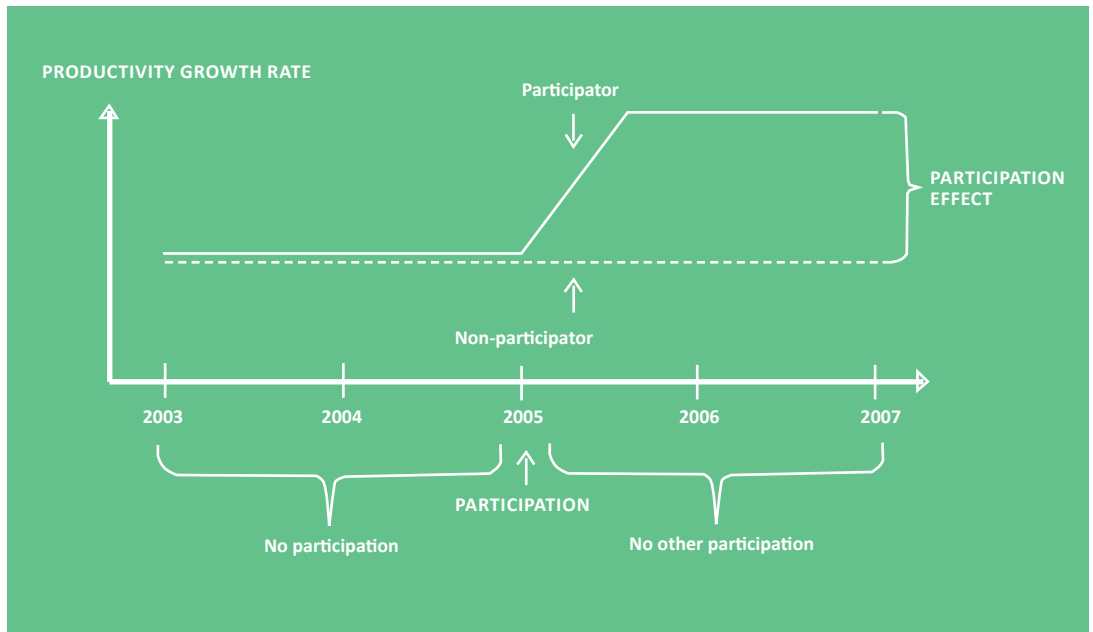 PRODUCTIVITY GROWTH RATE
Participator
PARTICIPATION
EFFECT
Non-participator
2003
2004
2005
2006
2007
PARTICIPATION
No participation
No other participation